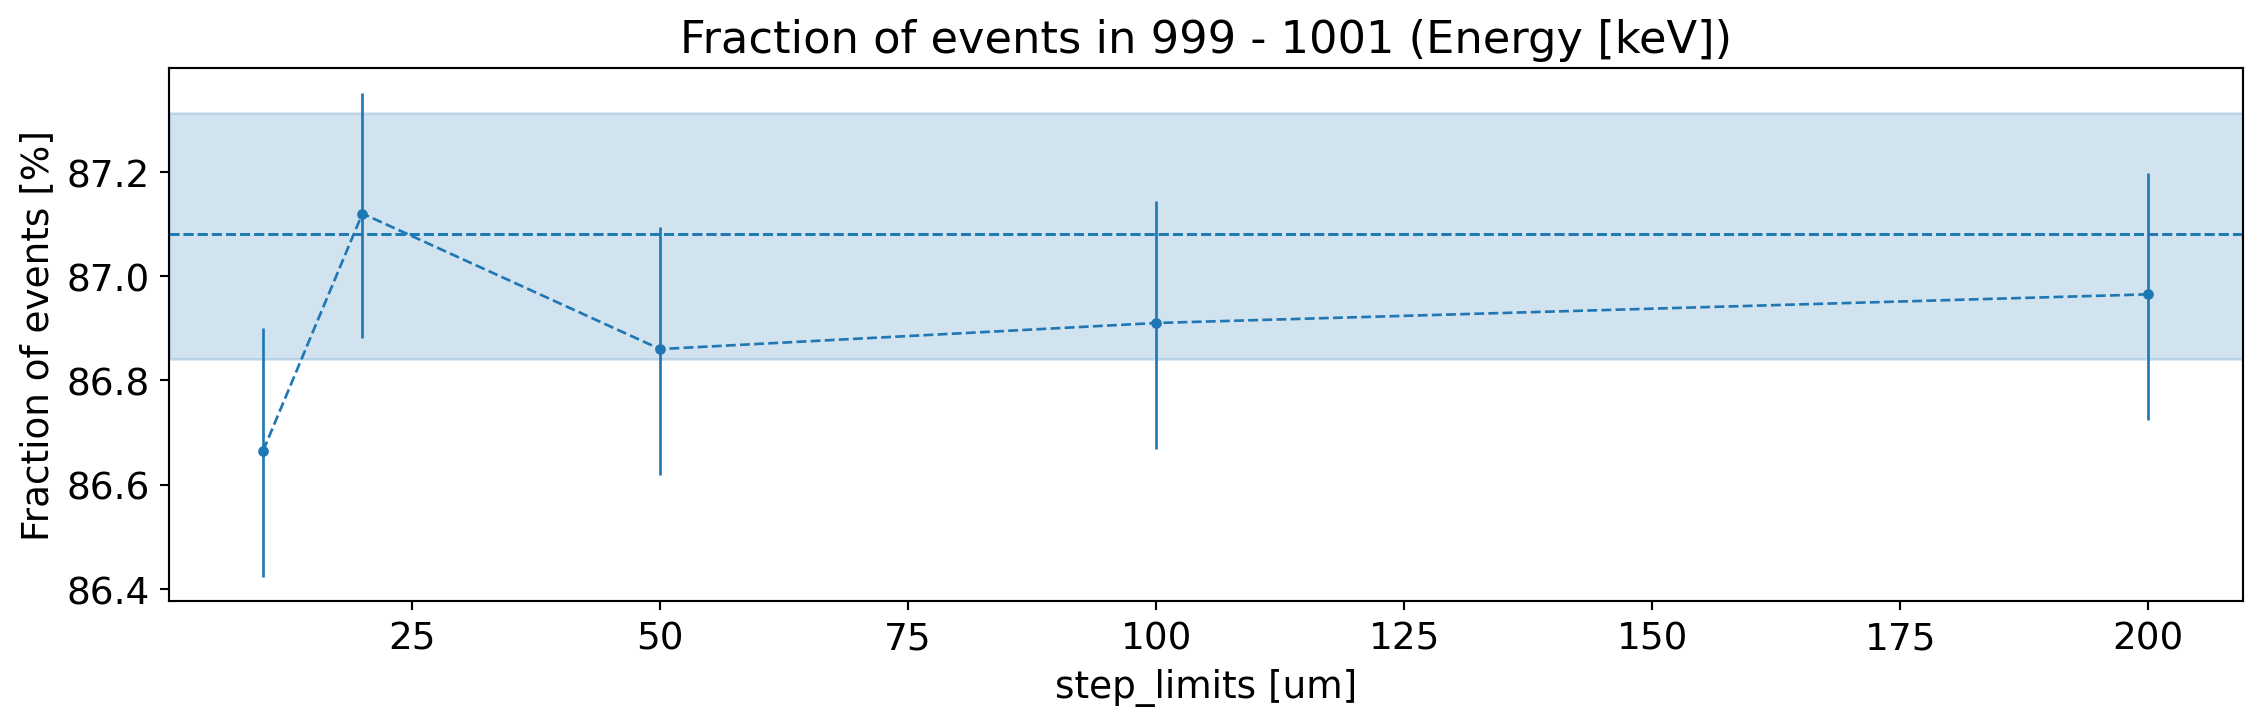 Fraction of events in 999 - 1001 (Energy [keV])
Fraction of events [%]
87.2
87.0
86.8
86.6
86.4
25 50 75 100 125 150 175 200
step_limits [um]